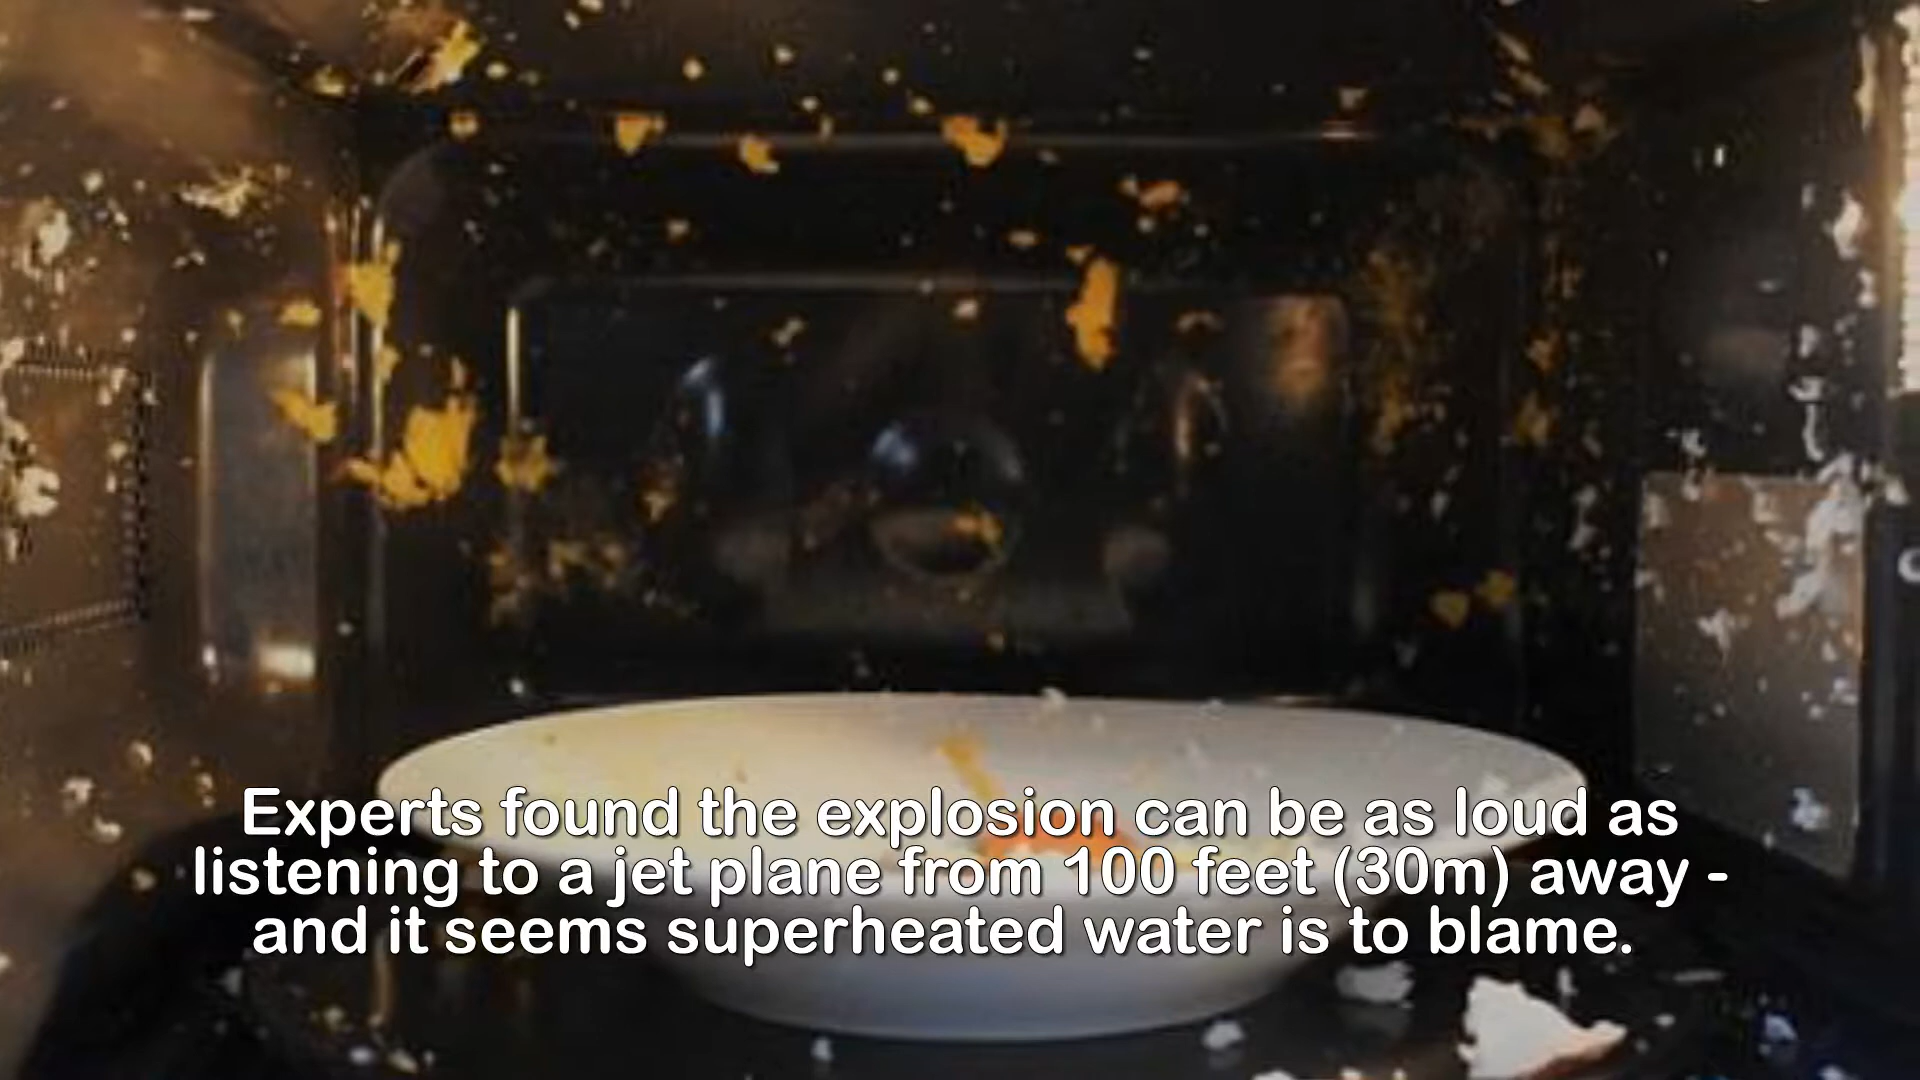 Experts found the explosion can be as loud as
listening to a jet plane from 100 feet (30m) away -
and it seems superheated water is to blame.